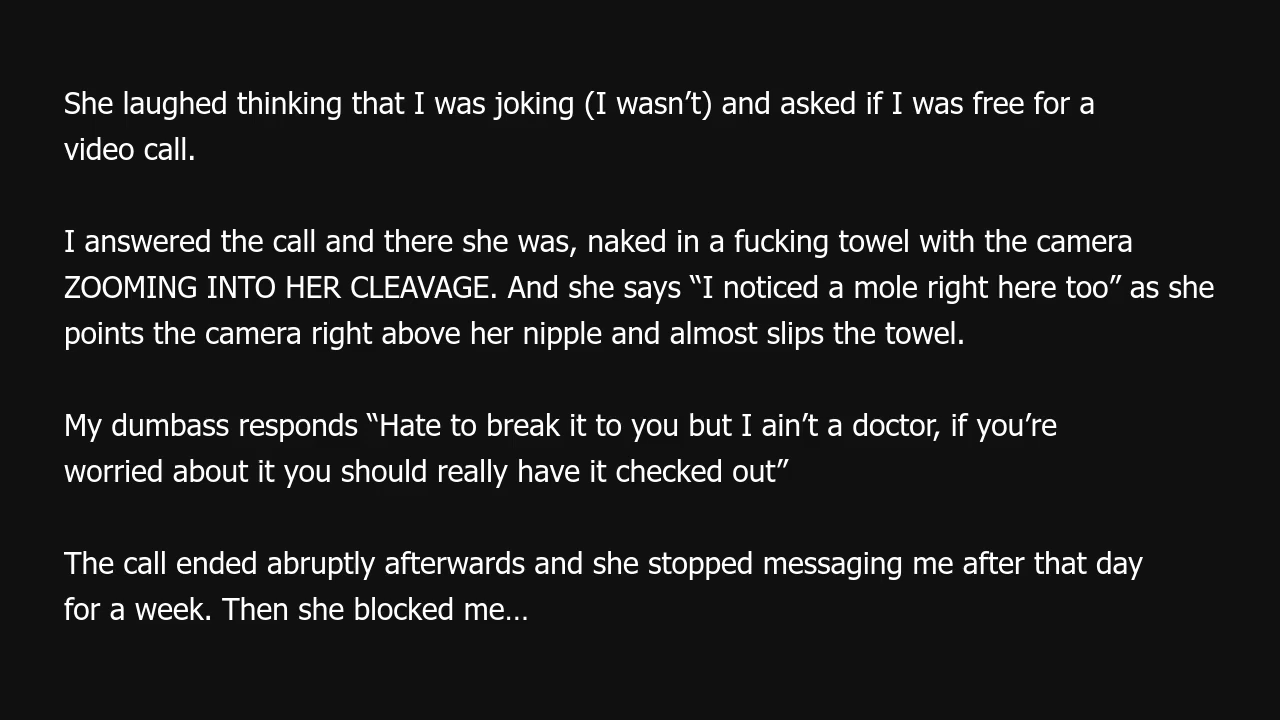 She laughed thinking that I was joking (I wasn’t) and asked if I was free for a
video call.
I answered the call and there she was, naked in a fucking towel with the camera
ZOOMING INTO HER CLEAVAGE. And she says “I noticed a mole right here too” as she
points the camera right above her nipple and almost slips the towel.
My dumbass responds “Hate to break it to you but I ain’t a doctor, if you’re
worried about it you should really have it checked out”
The call ended abruptly afterwards and she stopped messaging me after that day
for a week. Then she blocked me…